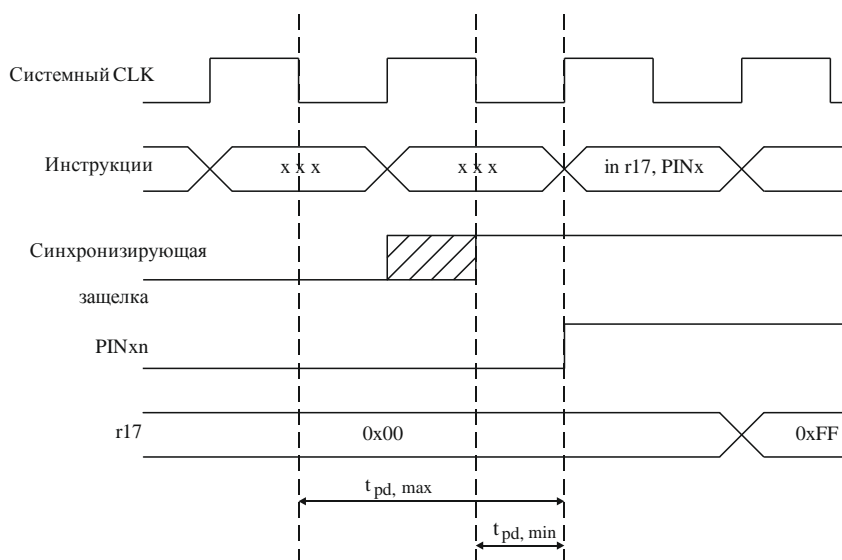 Системный CLK
Инструкции
x x x
x x x
in r17, PINx
Синхронизирующая
защелка
PINxn
r17
0x00
0xFF
t pd, max
t pd, min